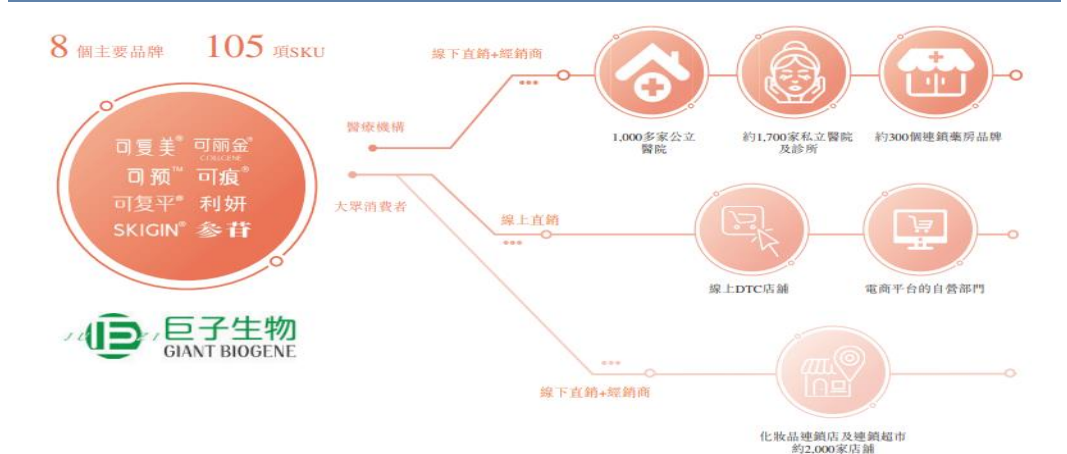 8 個主要品牌 105 項SKU
可复美® 可丽金®
COLLGENE
可预™ 可痕®
可复平® 利妍
SKIGIN® 参苷
巨子生物
GIANT BIOGENE
醫療機構
大眾消費者
線下直銷+經銷商
1,000多家公立
醫院
約1,700家私立醫院
及診所
約300個連鎖藥房品牌
線上直銷
線上DTC店舖
電商平台的自營部門
線下直銷+經銷商
化妝品連鎖店及連鎖超市
約2,000家店舖